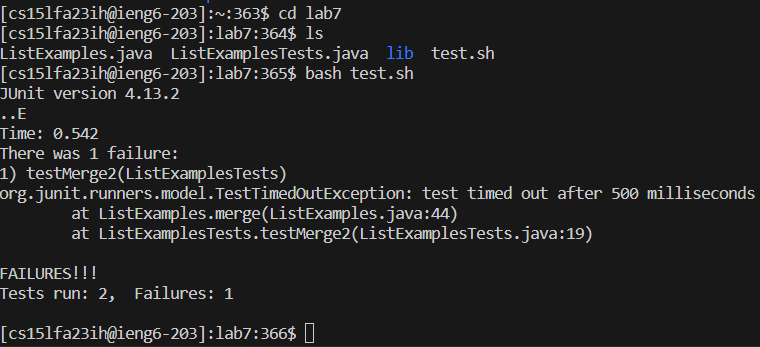 [cs15lfa23ih@ieng6-203]:~:363$ cd lab7
[cs15lfa23ih@ieng6-203]:lab7:364$ ls
ListExamples.java  ListExamplesTests.java  lib  test.sh
[cs15lfa23ih@ieng6-203]:lab7:365$ bash test.sh
JUnit version 4.13.2
..E
Time: 0.542
There was 1 failure:
1) testMerge2(ListExamplesTests)
org.junit.runners.model.TestTimedOutException: test timed out after 500 milliseconds
        at ListExamples.merge(ListExamples.java:44)
        at ListExamplesTests.testMerge2(ListExamplesTests.java:19)
FAILURES!!!
Tests run: 2,  Failures: 1
[cs15lfa23ih@ieng6-203]:lab7:366$